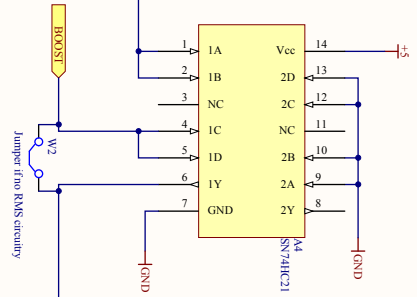 BOOST
W2
Jumper if no RMS circuitry
1 1A Vcc 14
2 1B 2D 13
3 NC 2C 12
4 1C NC 11
5 1D 2B 10
6 1Y 2A 9
7 GND 2Y 8
+5
GND
GND
A4
SN74HC21